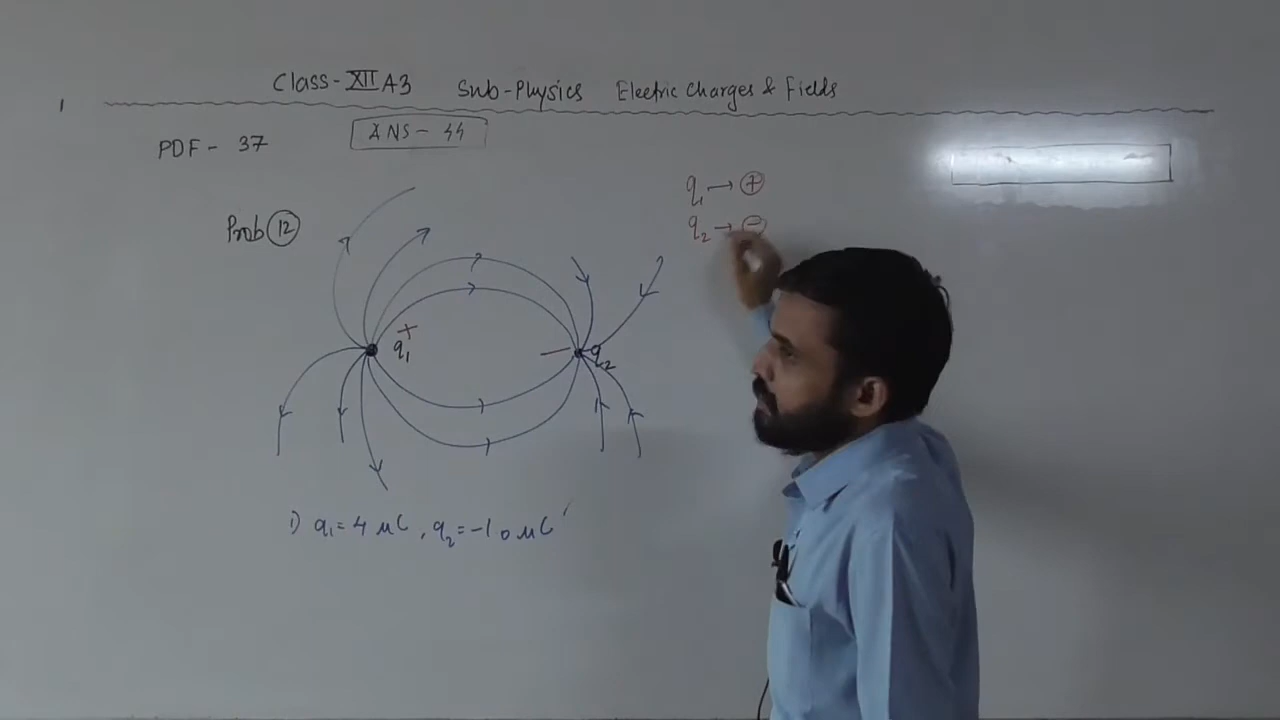 Class-XII A3 Sub-Physics Electric Charges & Fields
PDF - 37
ANS - 44
q1 → +
q2 → -
Prob 12
+
q1
-
q2
i) q1 = 4 μC, q2 = -10 μC